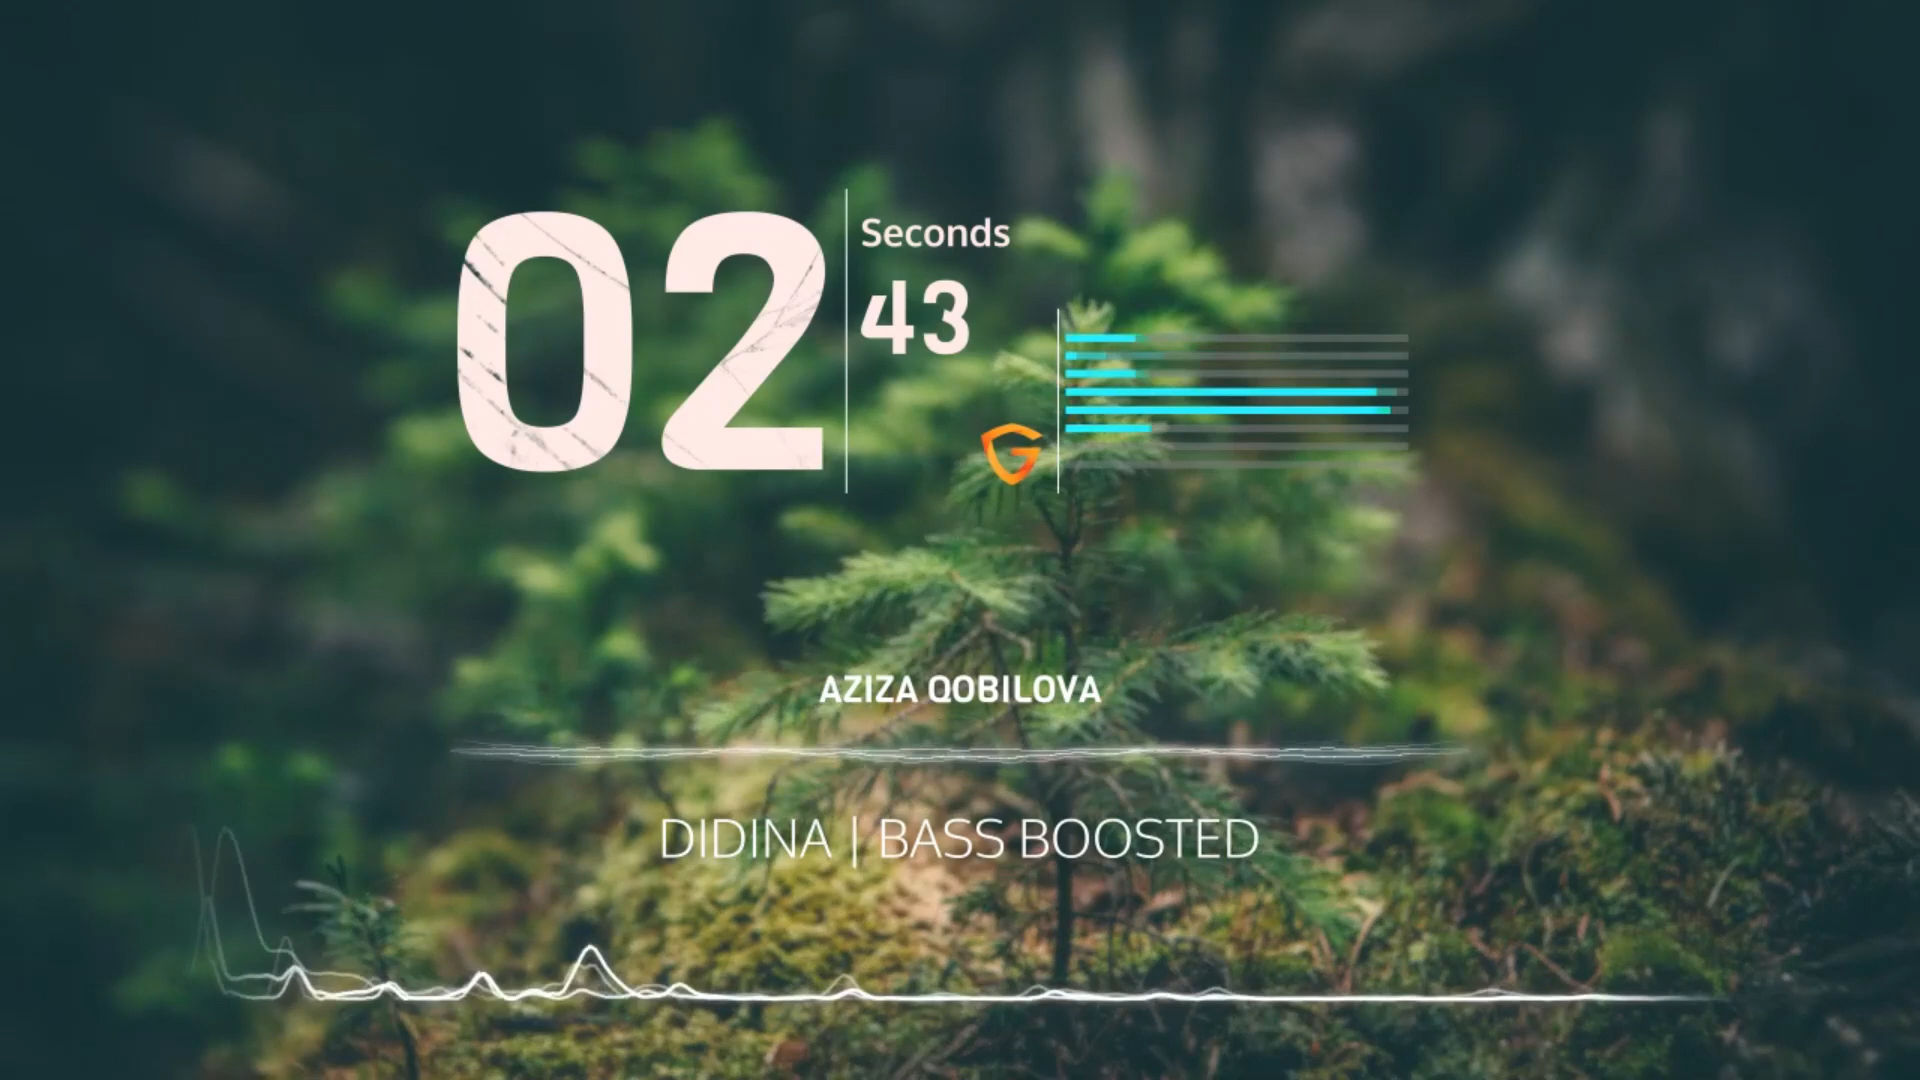 02
Seconds
43
AZIZA QOBILOVA
DIDINA | BASS BOOSTED